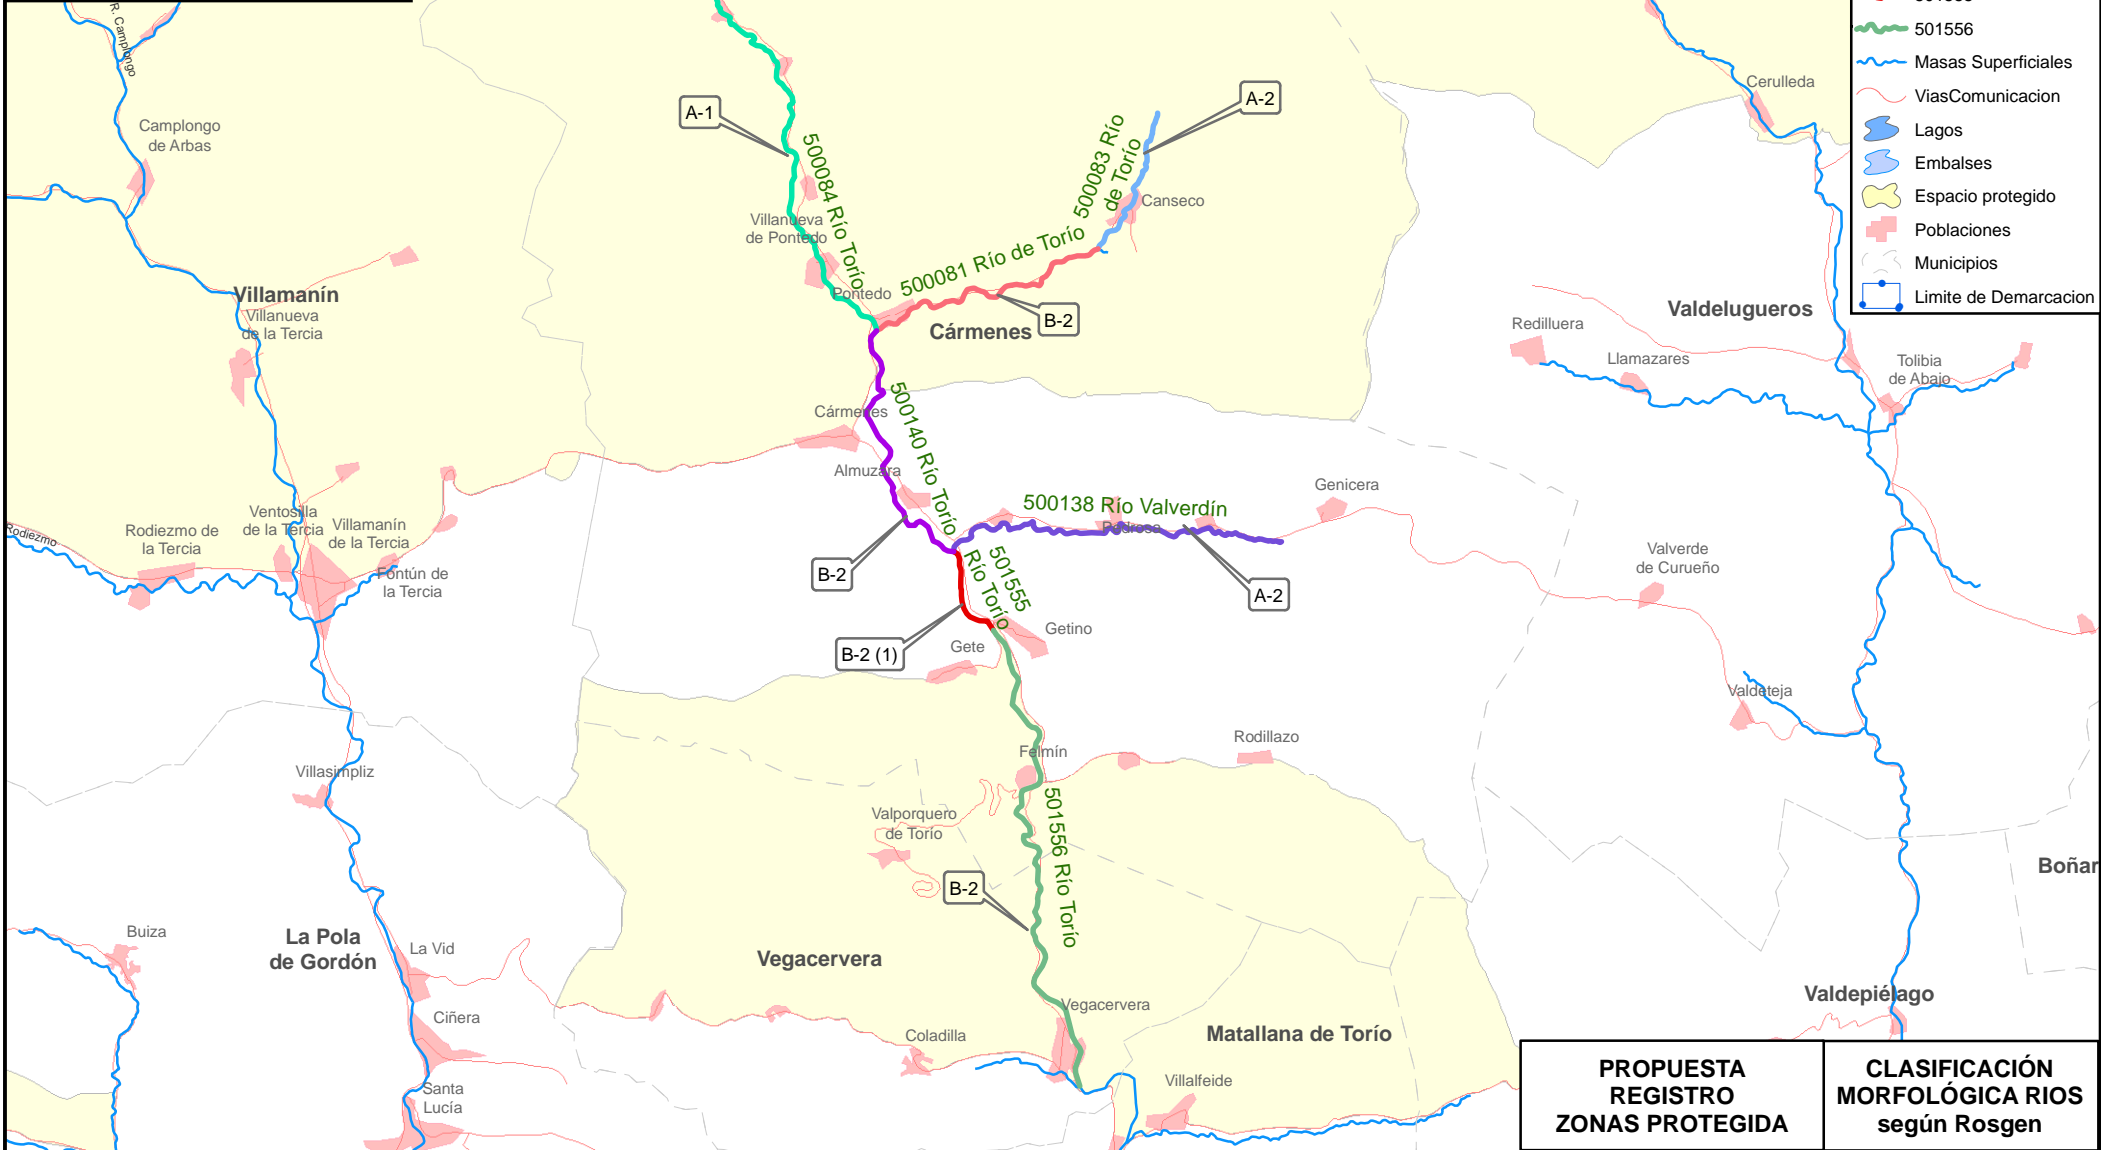 R. Camplongo
Camplongo
de Arbas
A-1
A-2
500084 Río Torío
500083 Río
de Torío
Canseco
Villanueva
de Pontedo
500081 Río de Torío
Pontedo
B-2
Cármenes
Villamanín
Villanueva
de la Tercia
Cerulleda
501556
Masas Superficiales
ViasComunicacion
Lagos
Embalses
Espacio protegido
Poblaciones
Municipios
Limite de Demarcacion
Valdelugueros
Redilluera
Llamazares
Tolibia
de Abajo
Cármenes
500140 Río Torío
Almuzara
500138 Río Valverdín
Pedrosa
Genicera
Rodiezmo
Rodiezmo de
la Tercia
Ventosilla
de la Tercia
Villamanín
de la Tercia
Fontún de
la Tercia
B-2
501555
Río Torío
A-2
Valverde
de Curueño
B-2 (1)
Getino
Gete
Valdeteja
Felmín
Rodillazo
Villasimpliz
Valporquero
de Torío
501556 Río Torío
B-2
Boñar
Buiza
La Pola
de Gordón
La Vid
Vegacervera
Vegacervera
Valdepiélago
Ciñera
Coladilla
Matallana de Torío
Santa
Lucía
Villalfeide
PROPUESTA
REGISTRO
ZONAS PROTEGIDA
CLASIFICACIÓN
MORFOLÓGICA RIOS
según Rosgen